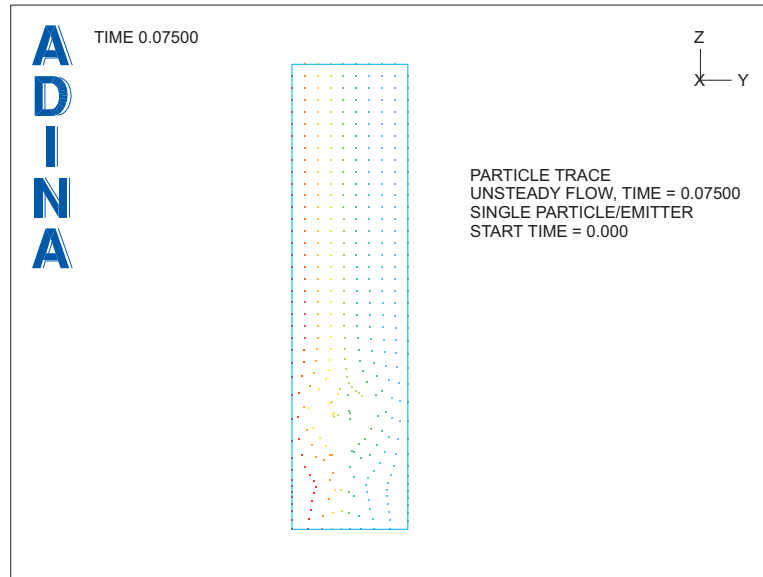 ADINA
TIME 0.07500
Z
X
Y
PARTICLE TRACE
UNSTEADY FLOW, TIME = 0.07500
SINGLE PARTICLE/EMITTER
START TIME = 0.000